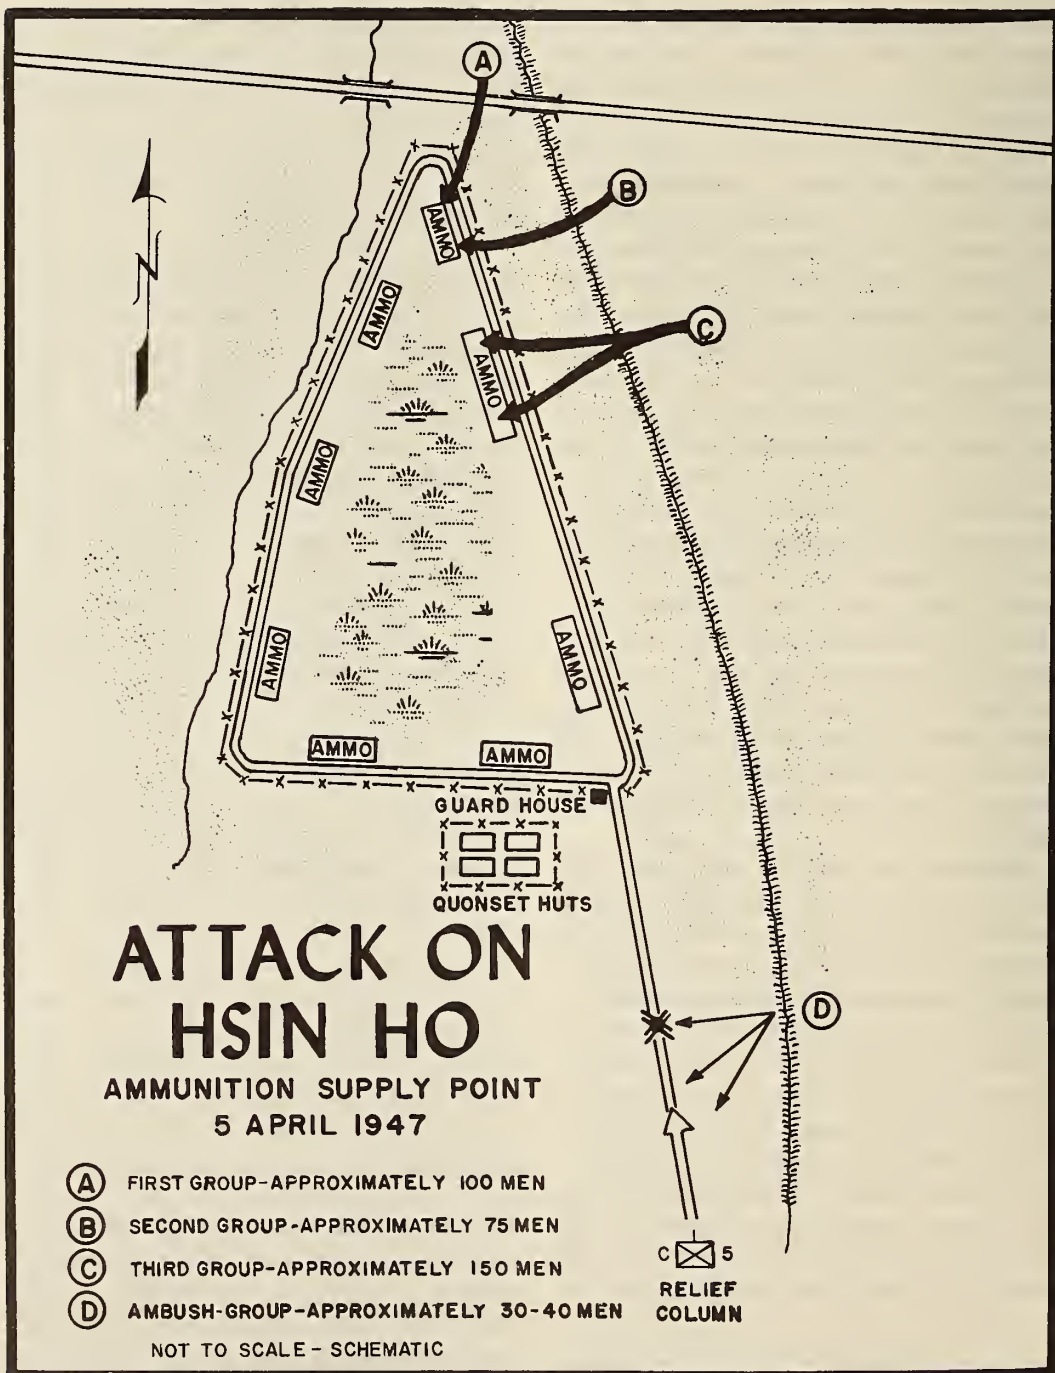 A
B
AMMO
AMMO
C
AMMO
AMMO
AMMO
AMMO
AMMO
AMMO
GUARD HOUSE
QUONSET HUTS
ATTACK ON
HSIN HO
AMMUNITION SUPPLY POINT
5 APRIL 1947
D
A FIRST GROUP-APPROXIMATELY 100 MEN
B SECOND GROUP-APPROXIMATELY 75 MEN
C THIRD GROUP-APPROXIMATELY 150 MEN
D AMBUSH-GROUP-APPROXIMATELY 30-40 MEN
NOT TO SCALE - SCHEMATIC
C 5
RELIEF
COLUMN
N